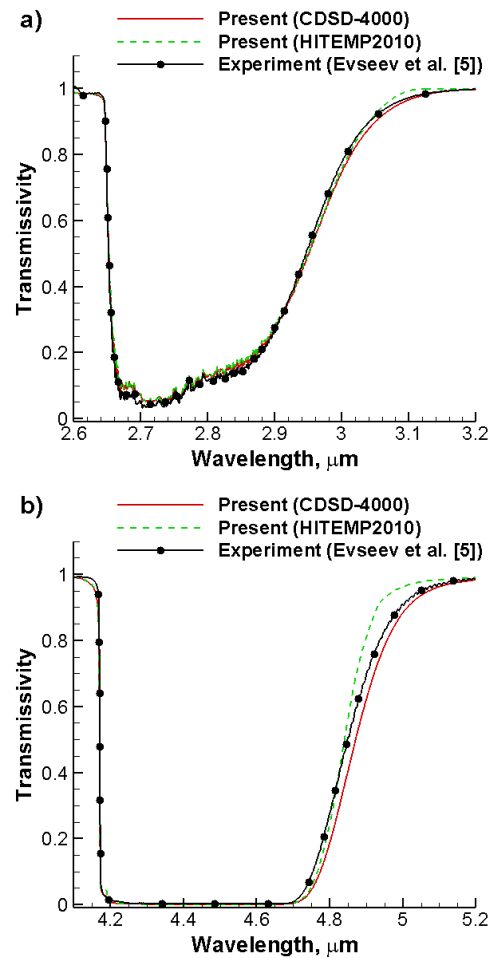 a)
Present (CDSD-4000)
Present (HITEMP2010)
Experiment (Evseev et al. [5])
1
0.8
0.6
0.4
0.2
0
Transmissivity
2.6 2.7 2.8 2.9 3 3.1 3.2
Wavelength, μm
b)
Present (CDSD-4000)
Present (HITEMP2010)
Experiment (Evseev et al. [5])
1
0.8
0.6
0.4
0.2
0
Transmissivity
4.2 4.4 4.6 4.8 5 5.2
Wavelength, μm